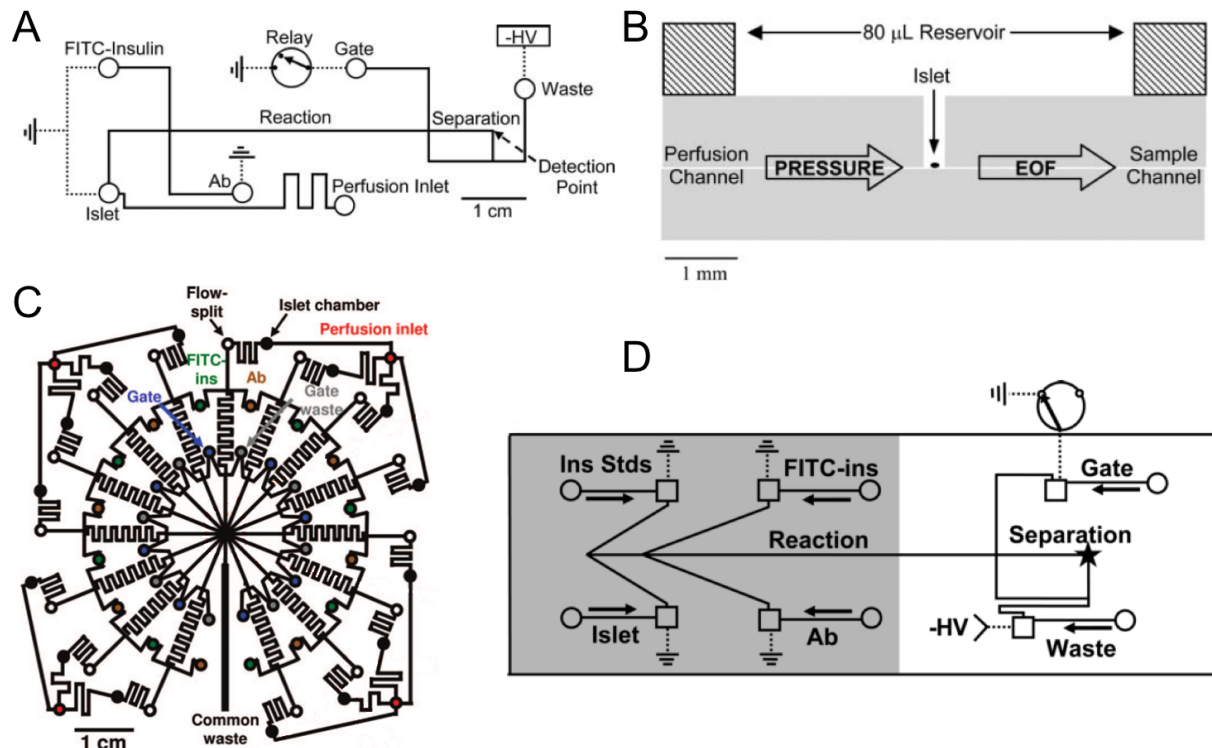 A
FITC-Insulin
Relay
Gate
-HV
Waste
Reaction
Separation
Detection
Point
Ab
Perfusion Inlet
Islet
1 cm
B
80 μL Reservoir
Islet
Perfusion
Channel
PRESSURE
EOF
Sample
Channel
1 mm
C
Flow-
split
Islet chamber
Perfusion inlet
FITC-
ins
Ab
Gate
Gate
waste
Common
waste
1 cm
D
Ins Stds
FITC-ins
Gate
Reaction
Separation
Islet
Ab
-HV
Waste